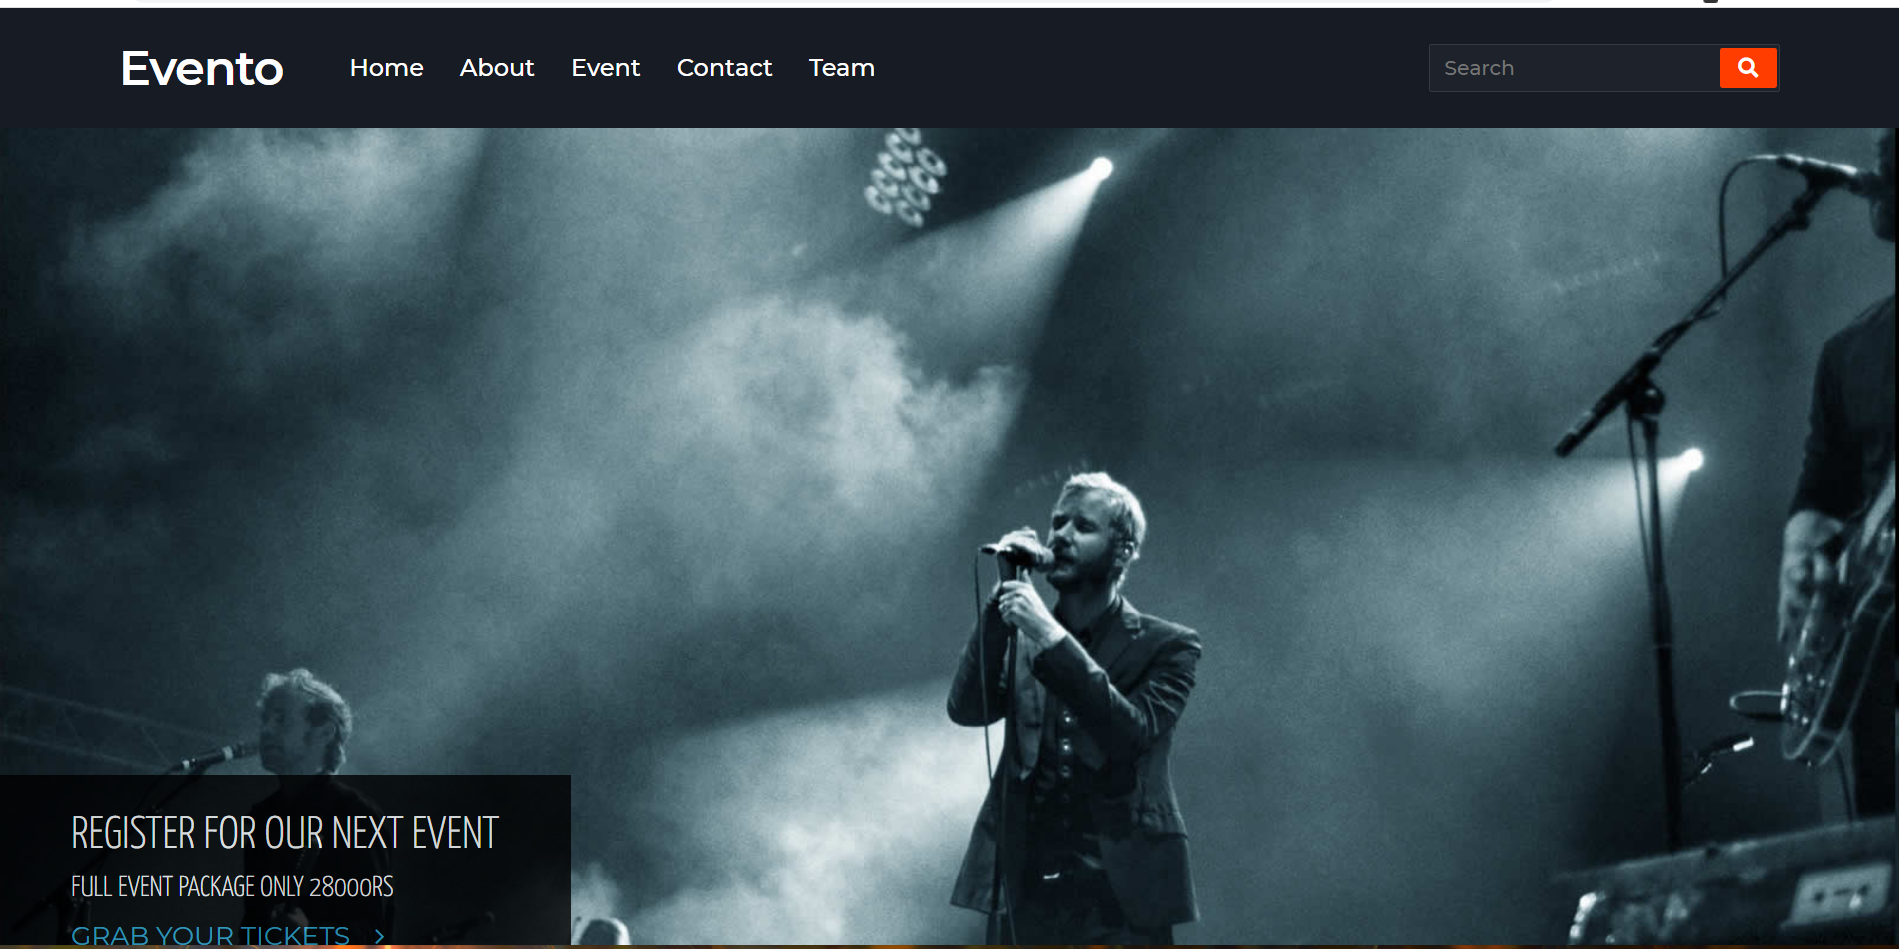 Evento Home About Event Contact Team Search
REGISTER FOR OUR NEXT EVENT
FULL EVENT PACKAGE ONLY 28000RS
GRAB YOUR TICKETS